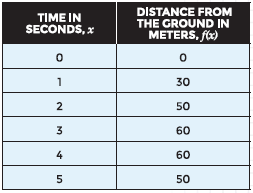 TIME IN
SECONDS, x
DISTANCE FROM
THE GROUND IN
METERS, f(x)
0 0
1 30
2 50
3 60
4 60
5 50